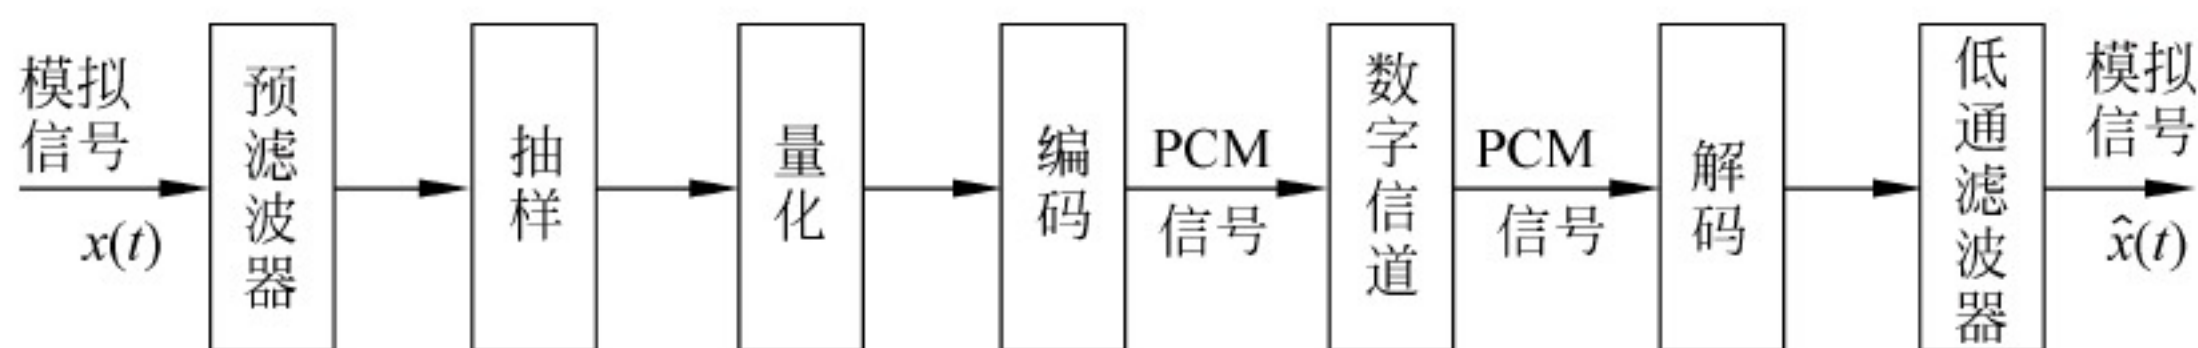 模拟
信号
x(t)
预滤波器
抽样
量化
编码
PCM
信号
数字信道
PCM
信号
解码
低通滤波器
模拟
信号
x̂(t)